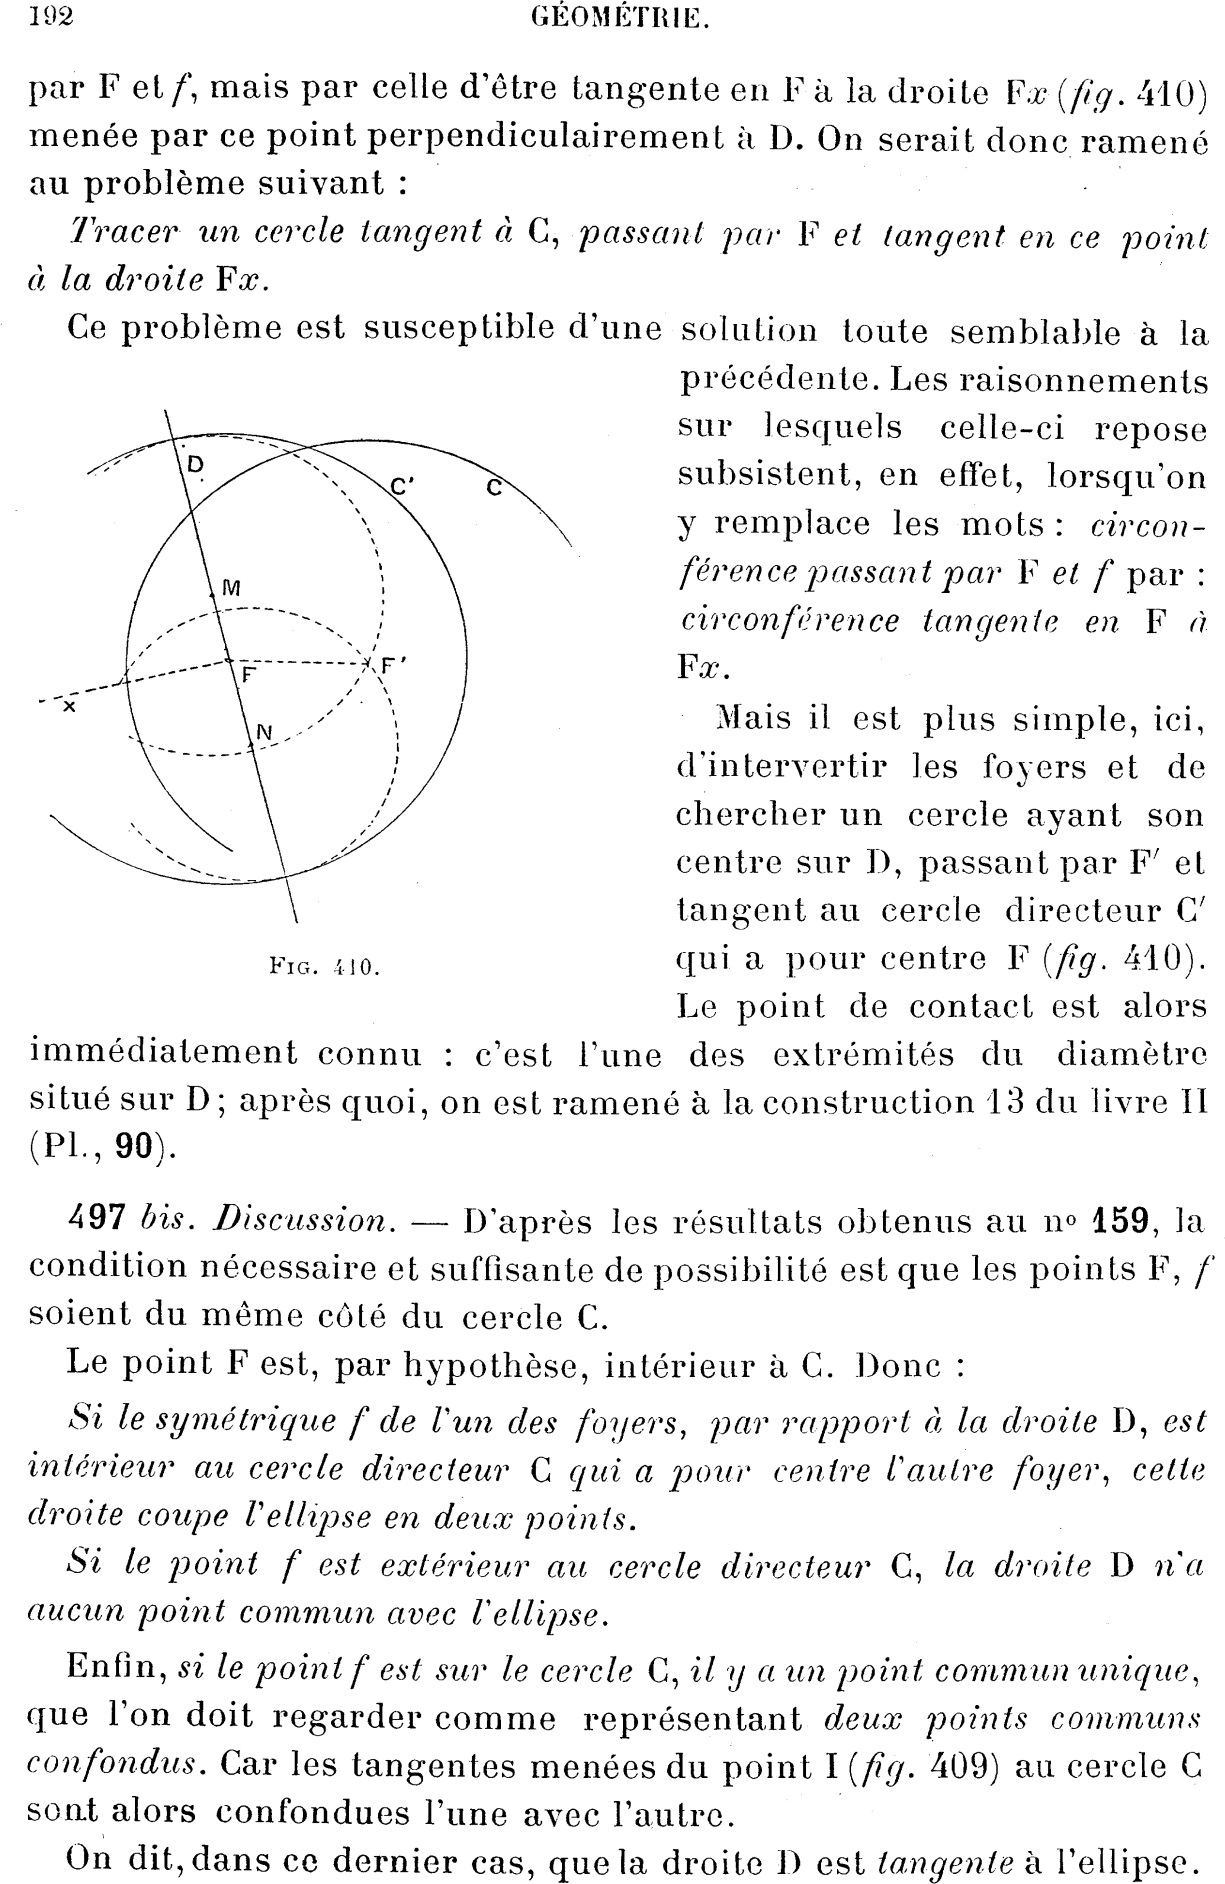 192
GÉOMÉTRIE.
par F et f, mais par celle d'être tangente en F à la droite Fx (fig. 410)
menée par ce point perpendiculairement à D. On serait donc ramené
au problème suivant :
Tracer un cercle tangent à C, passant par F et tangent en ce point
à la droite Fx.
Ce problème est susceptible d'une solution toute semblable à la
précédente. Les raisonnements
sur lesquels celle-ci repose
subsistent, en effet, lorsqu'on
y remplace les mots : circon-
férence passant par F et f par :
circonférence tangente en F à
Fx.
Mais il est plus simple, ici,
d'intervertir les foyers et de
chercher un cercle ayant son
centre sur D, passant par F′ et
tangent au cercle directeur C′
qui a pour centre F (fig. 410).
Le point de contact est alors
D
C'
C
M
F
F'
x
N
FIG. 410.
immédiatement connu : c'est l'une des extrémités du diamètre
situé sur D; après quoi, on est ramené à la construction 13 du livre II
(Pl., 90).
497 bis. Discussion. — D'après les résultats obtenus au nº 159, la
condition nécessaire et suffisante de possibilité est que les points F, f
soient du même côté du cercle C.
Le point F est, par hypothèse, intérieur à C. Donc :
Si le symétrique f de l'un des foyers, par rapport à la droite D, est
intérieur au cercle directeur C qui a pour centre l'autre foyer, cette
droite coupe l'ellipse en deux points.
Si le point f est extérieur au cercle directeur C, la droite D n'a
aucun point commun avec l'ellipse.
Enfin, si le point f est sur le cercle C, il y a un point commun unique,
que l'on doit regarder comme représentant deux points communs
confondus. Car les tangentes menées du point I (fig. 409) au cercle C
sont alors confondues l'une avec l'autre.
On dit, dans ce dernier cas, que la droite D est tangente à l'ellipse.